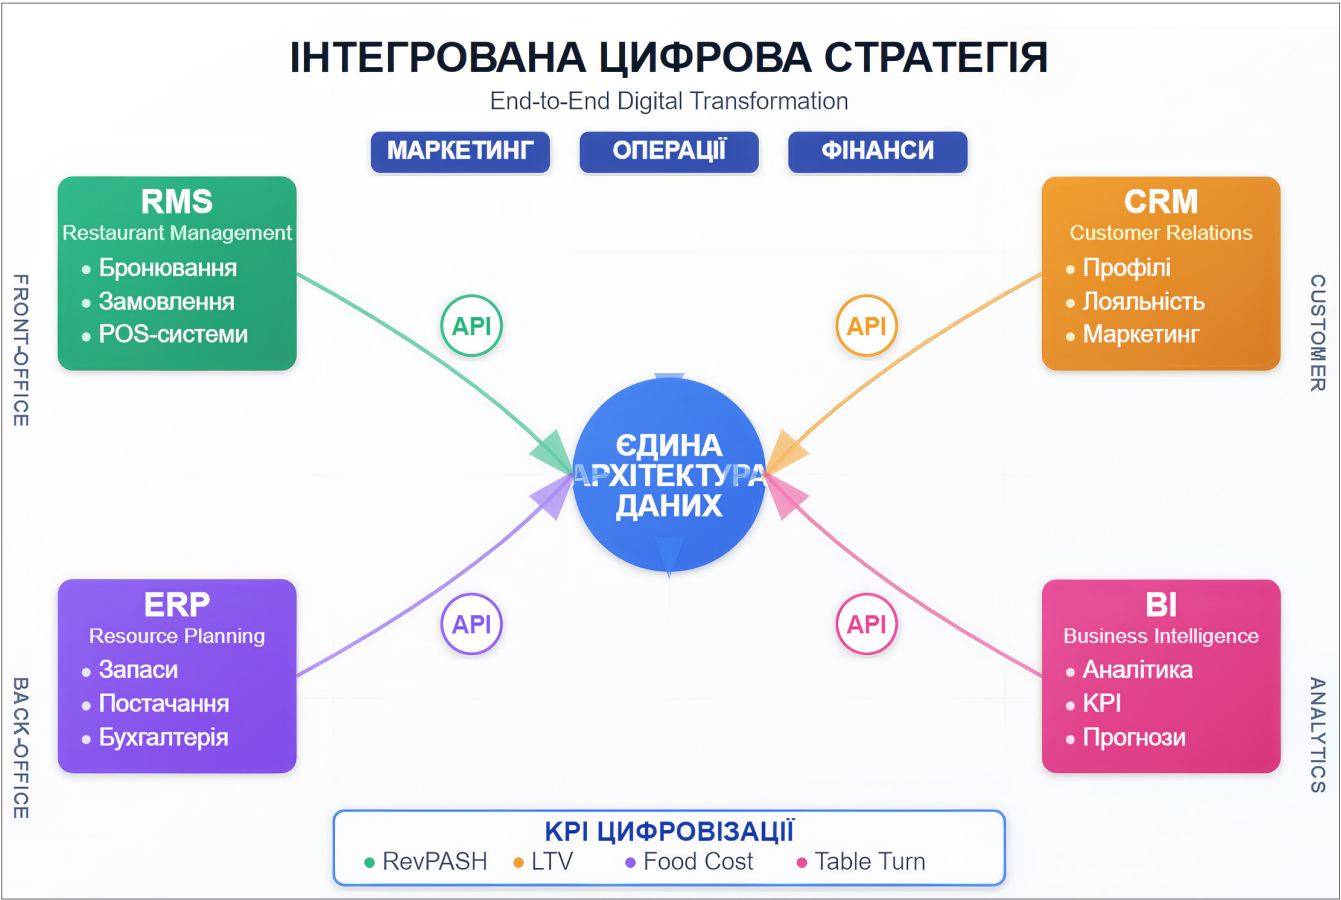 ІНТЕГРОВАНА ЦИФРОВА СТРАТЕГІЯ
End-to-End Digital Transformation
МАРКЕТИНГ
ОПЕРАЦІЇ
ФІНАНСИ
RMS
Restaurant Management
Бронювання
Замовлення
POS-системи
FRONT-OFFICE
API
CRM
Customer Relations
Профілі
Лояльність
Маркетинг
CUSTOMER
API
ЄДИНА
АРХІТЕКТУРА
ДАНИХ
ERP
Resource Planning
Запаси
Постачання
Бухгалтерія
BACK-OFFICE
API
BI
Business Intelligence
Аналітика
KPI
Прогнози
ANALYTICS
API
KPI ЦИФРОВІЗАЦІЇ
RevPASH LTV Food Cost Table Turn